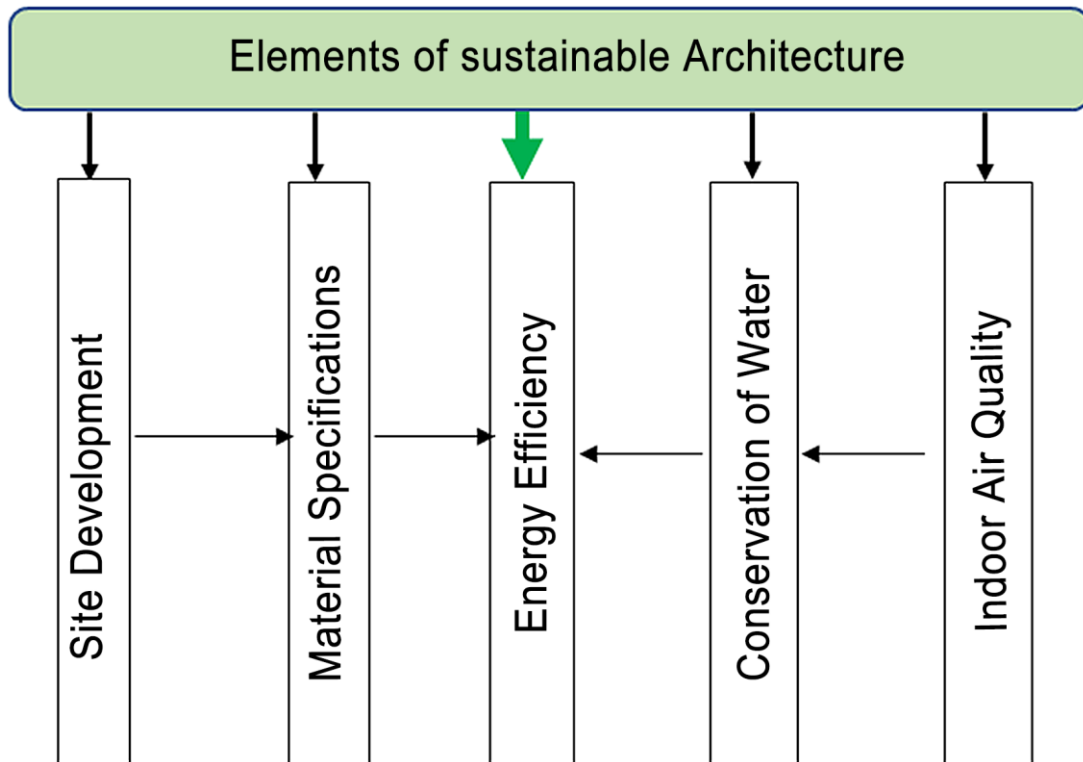 Elements of sustainable Architecture
Site Development
Material Specifications
Energy Efficiency
Conservation of Water
Indoor Air Quality